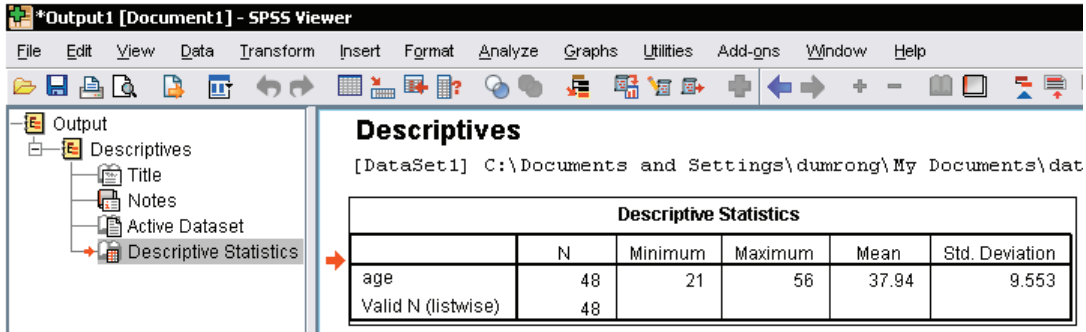 *Output1 [Document1] - SPSS Viewer
File Edit View Data Transform Insert Format Analyze Graphs Utilities Add-ons Window Help
Output
Descriptives
Title
Notes
Active Dataset
Descriptive Statistics
Descriptives
[DataSet1] C:\Documents and Settings\dumrong\My Documents\dat
Descriptive Statistics
N Minimum Maximum Mean Std. Deviation
age 48 21 56 37.94 9.553
Valid N (listwise) 48